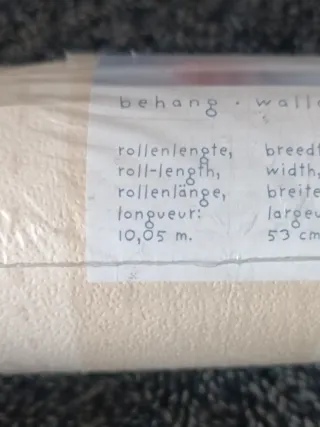 behang · wall
rollenlengte, breedt
roll-length, width,
rollenlänge, breite
longueur: largeu
10,05 m. 53 cm